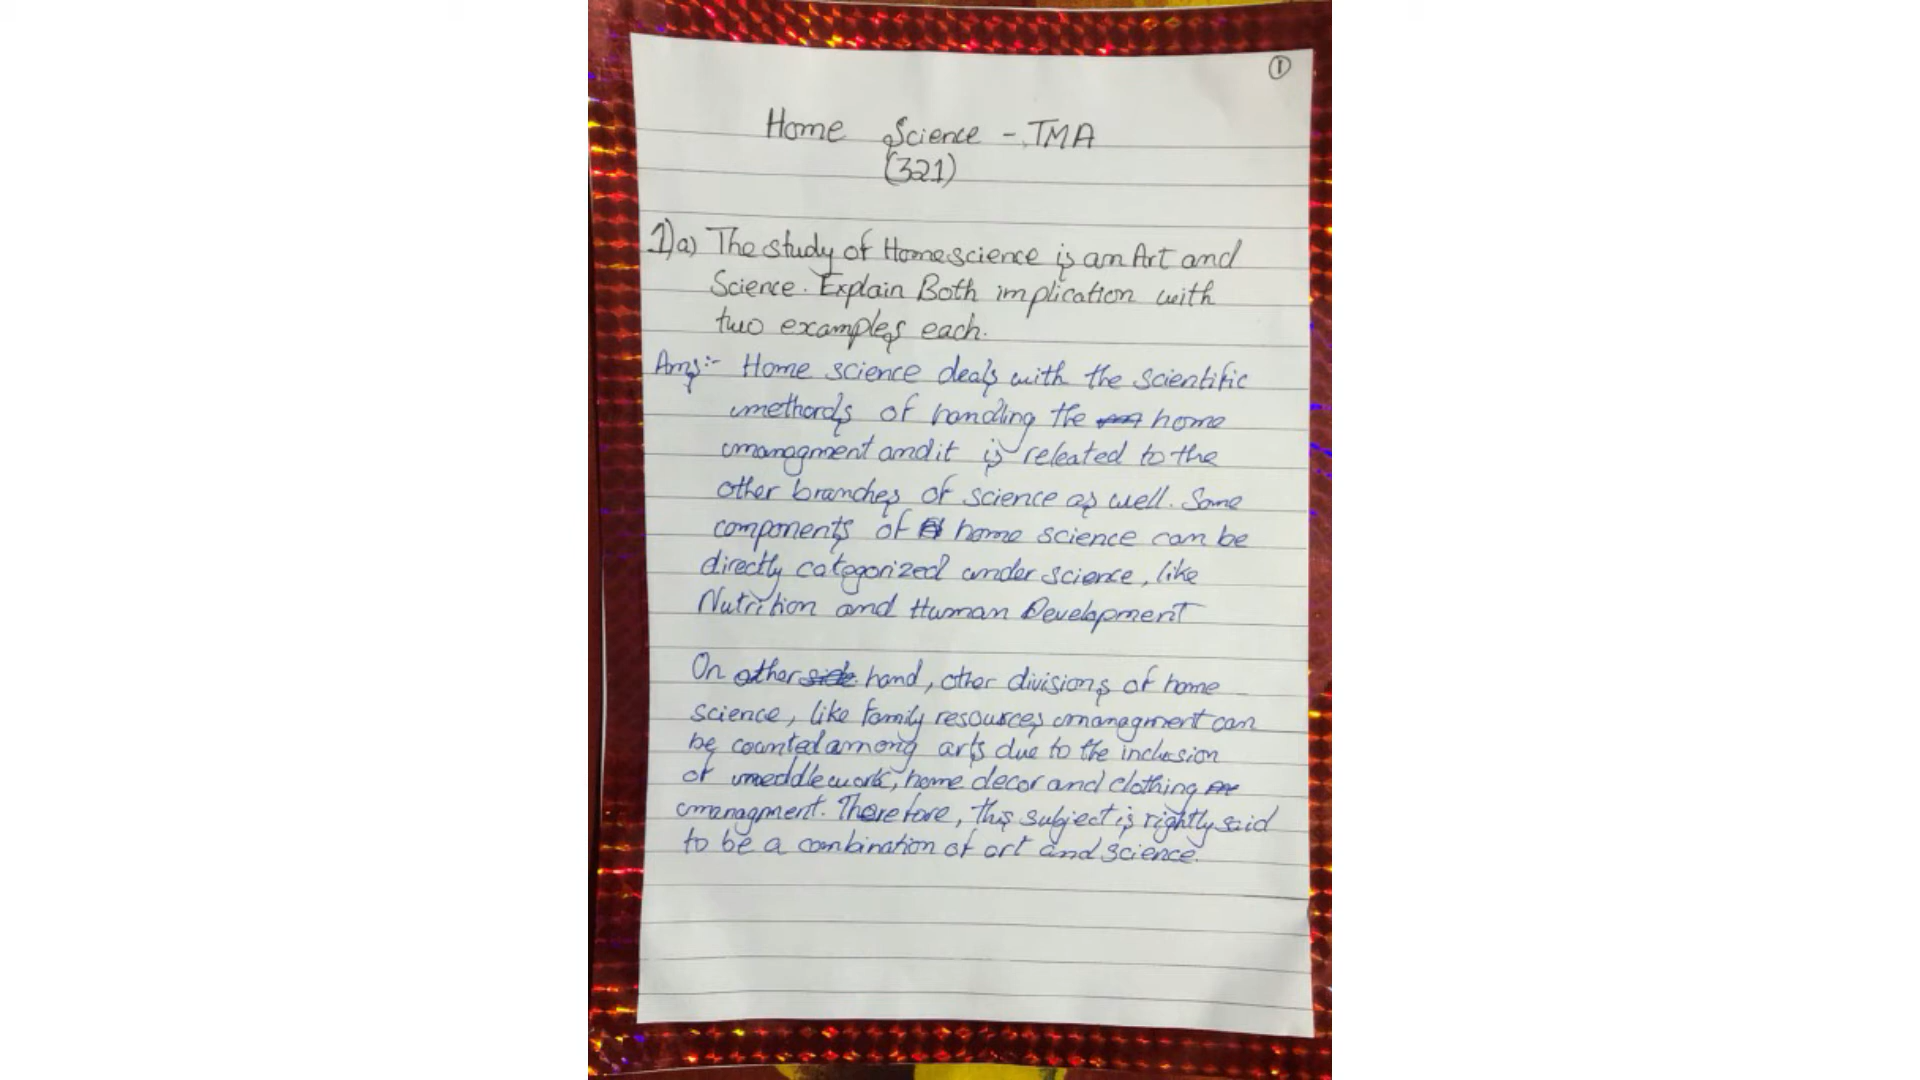 ①
Home Science - TMA
(321)
1)a) The study of Homescience is an Art and
Science. Explain Both implication with
two examples each.
Ans:- Home science deals with the scientific
methords of handling the home
managment and it is releated to the
other branches of science as well. Some
components of home science can be
directly categorized under science, like
Nutrition and Human Development
On other hand, other divisions of home
science, like family resources managment can
be counted among arts due to the inclusion
of meddlework, home decor and clothing
managment. Therefore, this subject is rightly said
to be a combination of art and science.